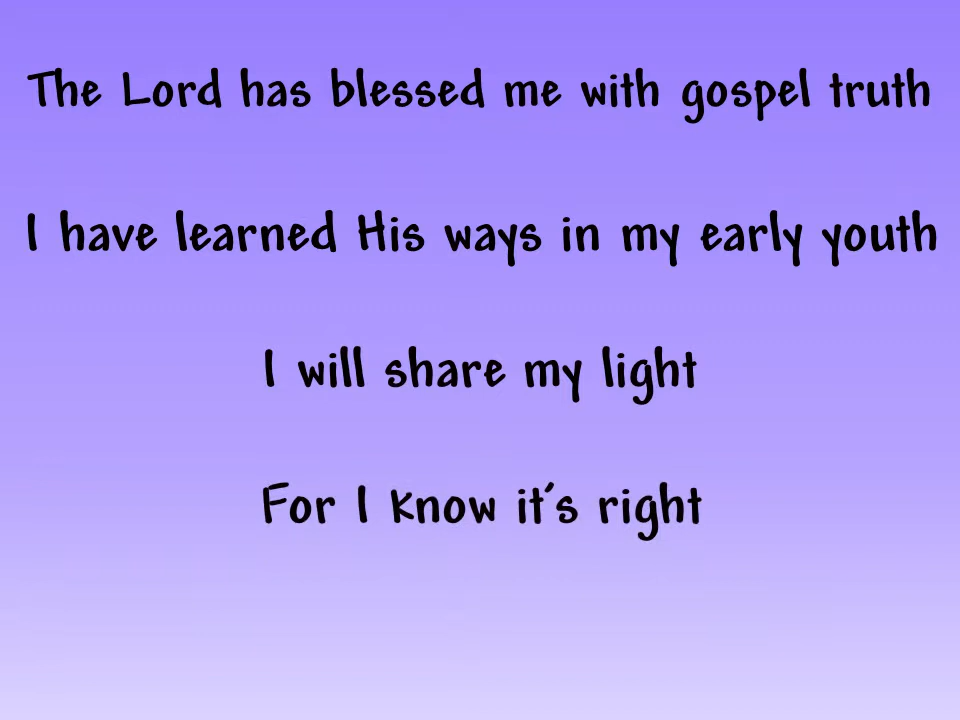 The Lord has blessed me with gospel truth
I have learned His ways in my early youth
I will share my light
For I know it's right